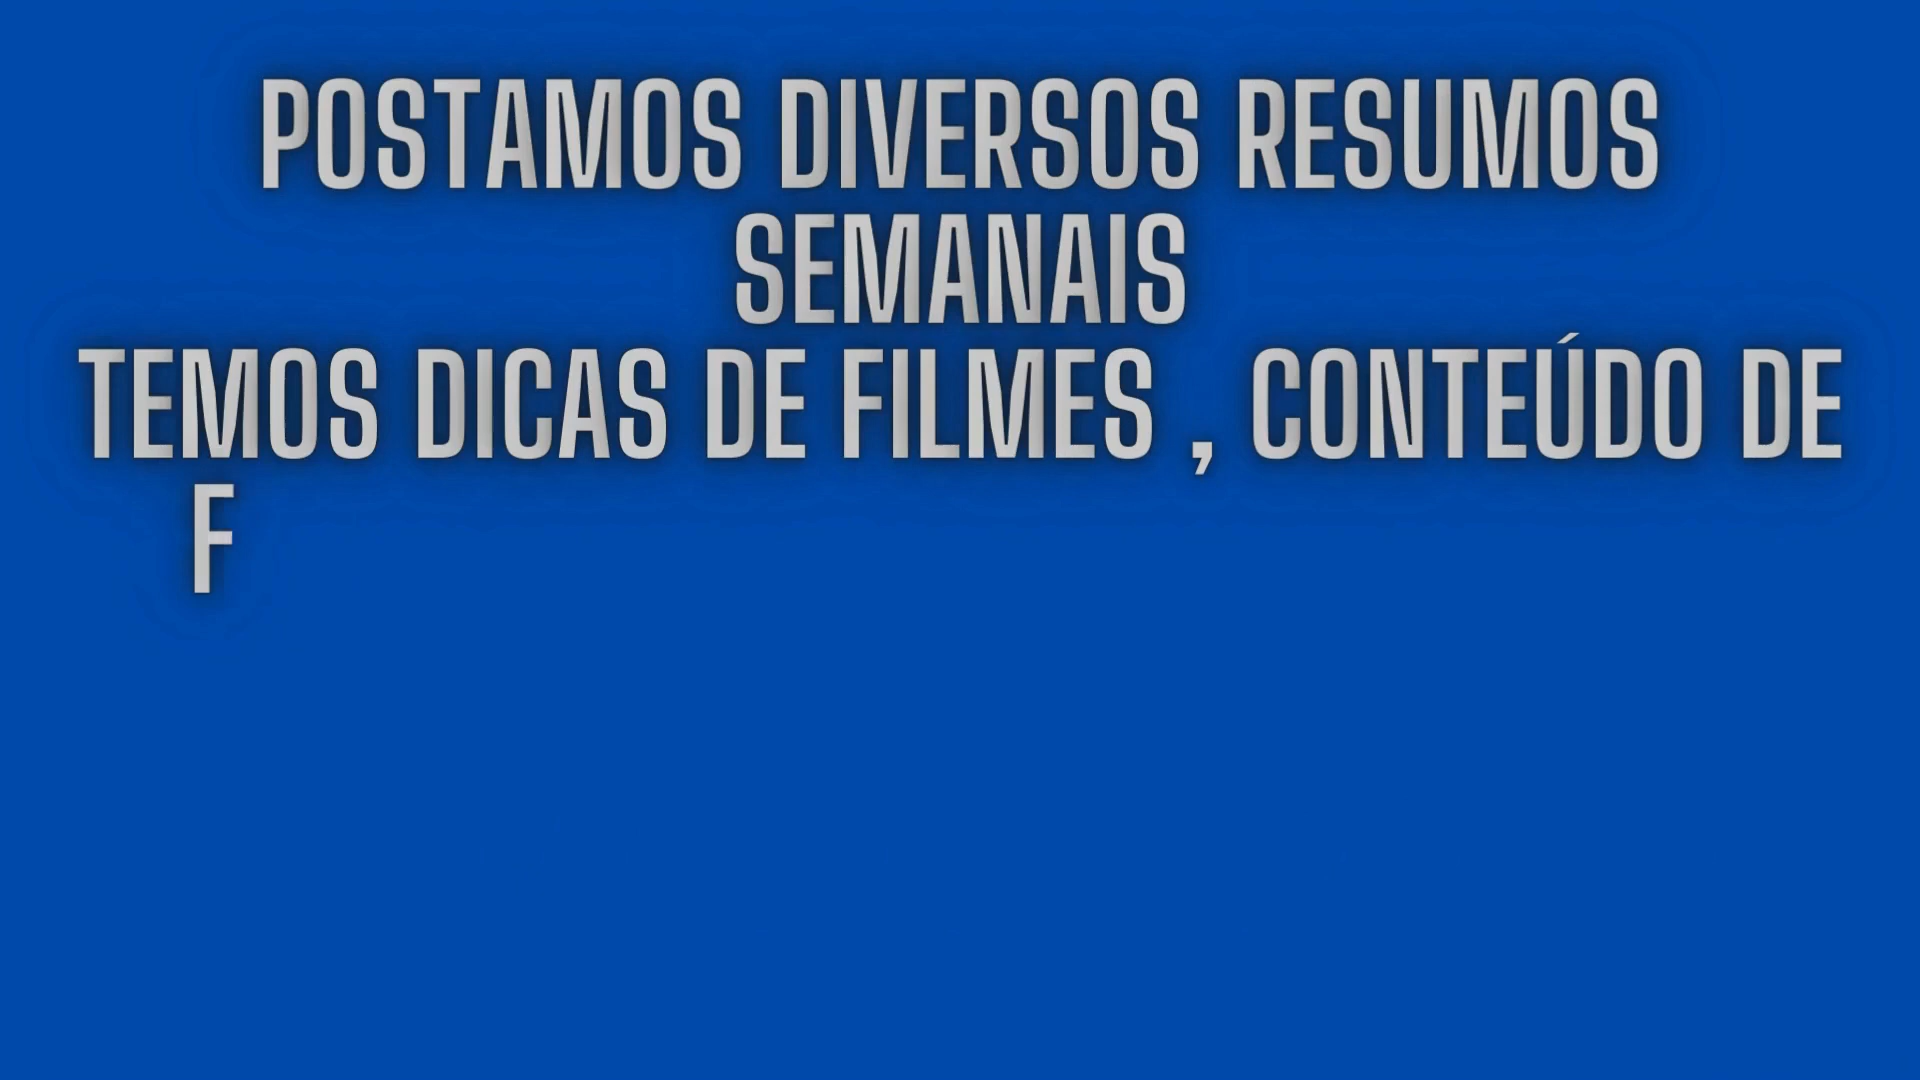 POSTAMOS DIVERSOS RESUMOS
SEMANAIS
TEMOS DICAS DE FILMES , CONTEÚDO DE
F